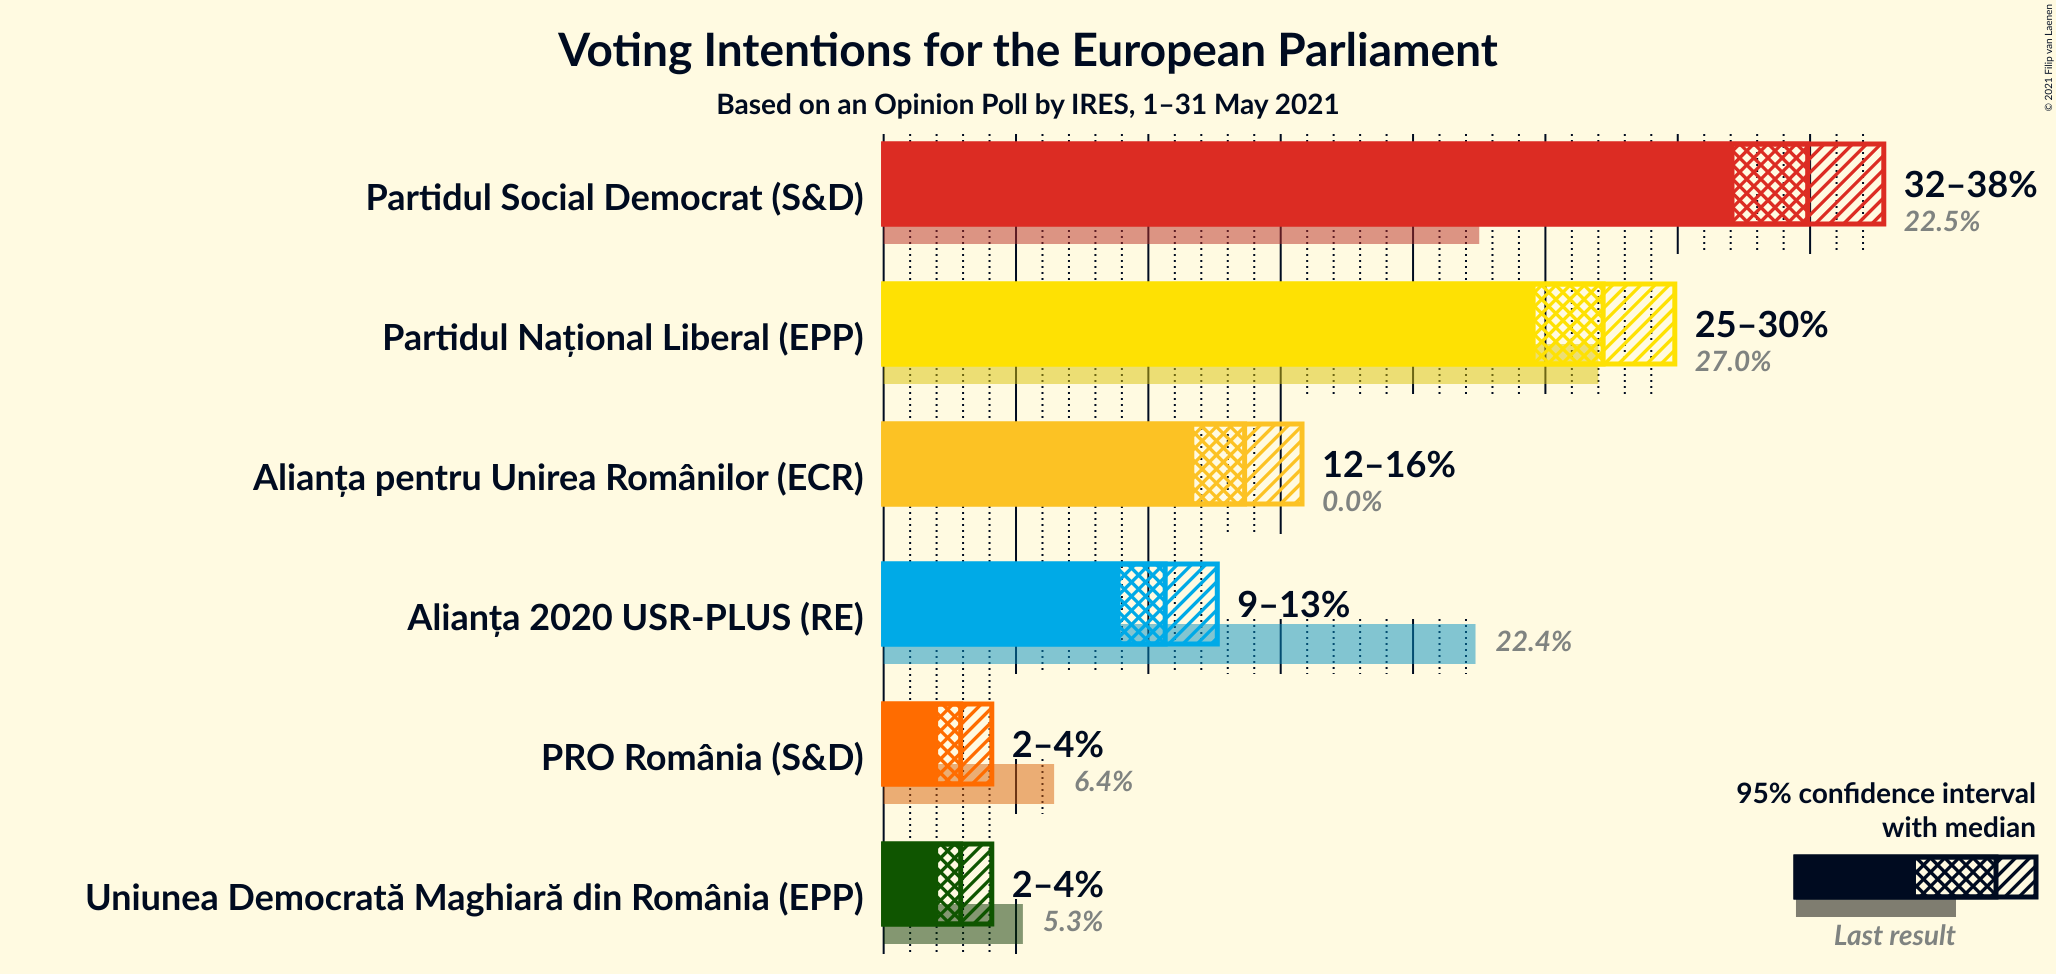 Voting Intentions for the European Parliament
Based on an Opinion Poll by IRES, 1–31 May 2021
© 2021 Filip van Laenen
Partidul Social Democrat (S&D)
32–38%
22.5%
Partidul Național Liberal (EPP)
25–30%
27.0%
Alianța pentru Unirea Românilor (ECR)
12–16%
0.0%
Alianța 2020 USR-PLUS (RE)
9–13%
22.4%
PRO România (S&D)
2–4%
6.4%
Uniunea Democrată Maghiară din România (EPP)
2–4%
5.3%
95% confidence interval
with median
Last result